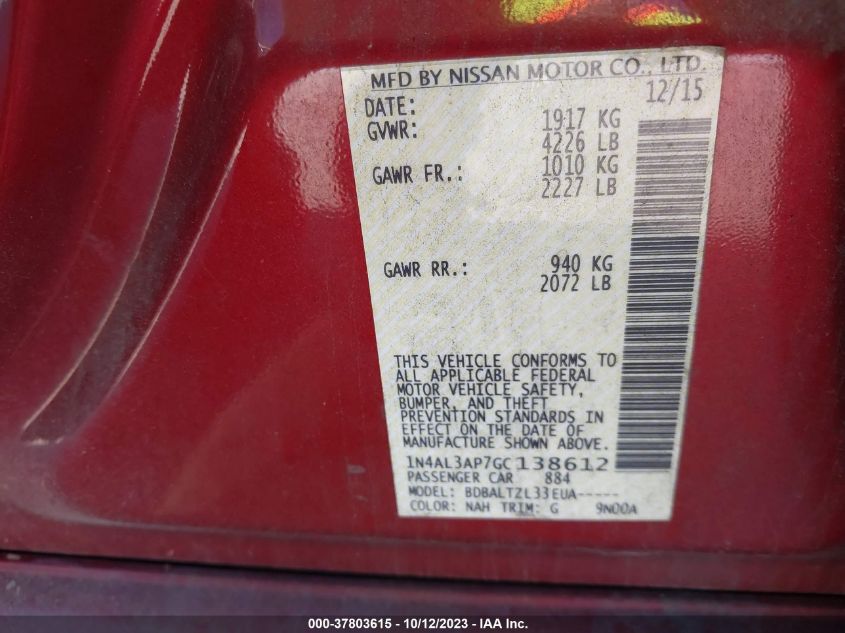 MFD BY NISSAN MOTOR CO., LTD.
DATE: 12/15
GVWR: 1917 KG
4226 LB
GAWR FR.: 1010 KG
2227 LB
GAWR RR.: 940 KG
2072 LB
THIS VEHICLE CONFORMS TO
ALL APPLICABLE FEDERAL
MOTOR VEHICLE SAFETY,
BUMPER, AND THEFT
PREVENTION STANDARDS IN
EFFECT ON THE DATE OF
MANUFACTURE SHOWN ABOVE.
1N4AL3AP7GC138612
PASSENGER CAR 884
MODEL: BDBALTZL33EUA-----
COLOR: NAH TRIM: G 9N00A
000-37803615 - 10/12/2023 - IAA Inc.